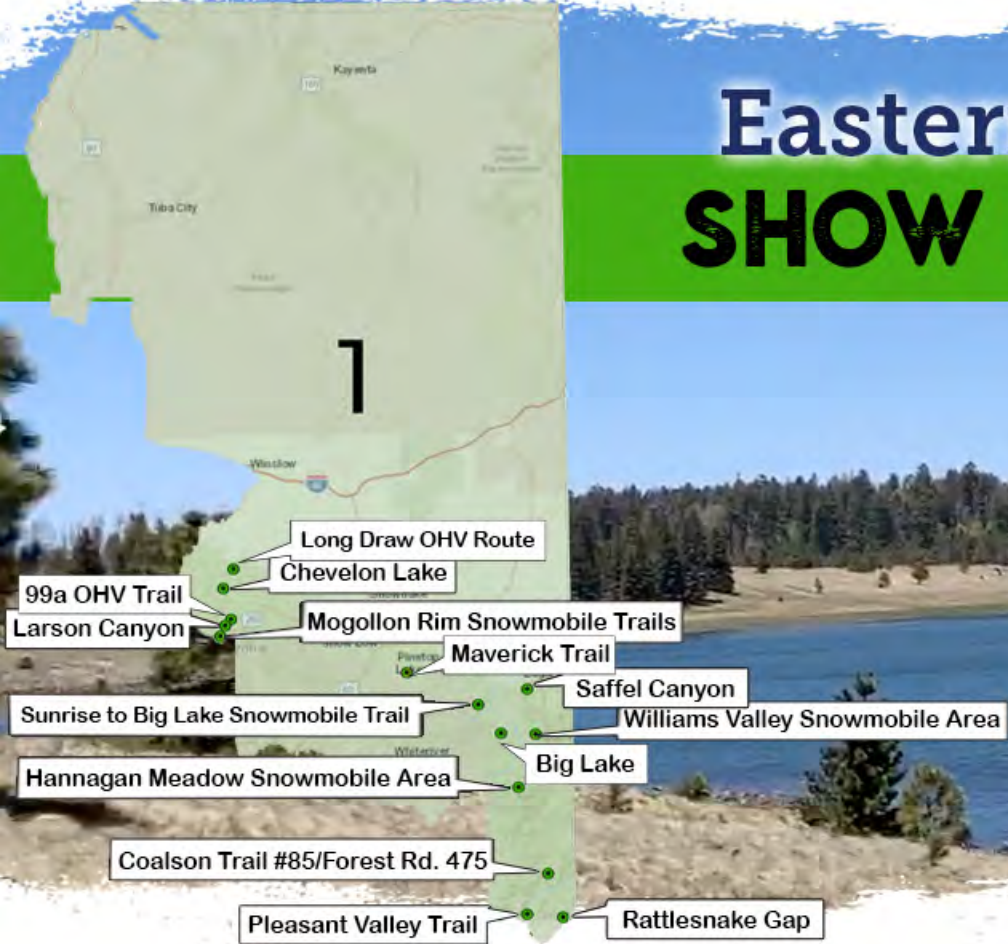 Kayenta
Easter
SHOW
Tuba City
1
Winslow
Long Draw OHV Route
Chevelon Lake
99a OHV Trail
Larson Canyon
Mogollon Rim Snowmobile Trails
Maverick Trail
Saffel Canyon
Sunrise to Big Lake Snowmobile Trail
Williams Valley Snowmobile Area
Whiteriver
Big Lake
Hannagan Meadow Snowmobile Area
Coalson Trail #85/Forest Rd. 475
Pleasant Valley Trail
Rattlesnake Gap